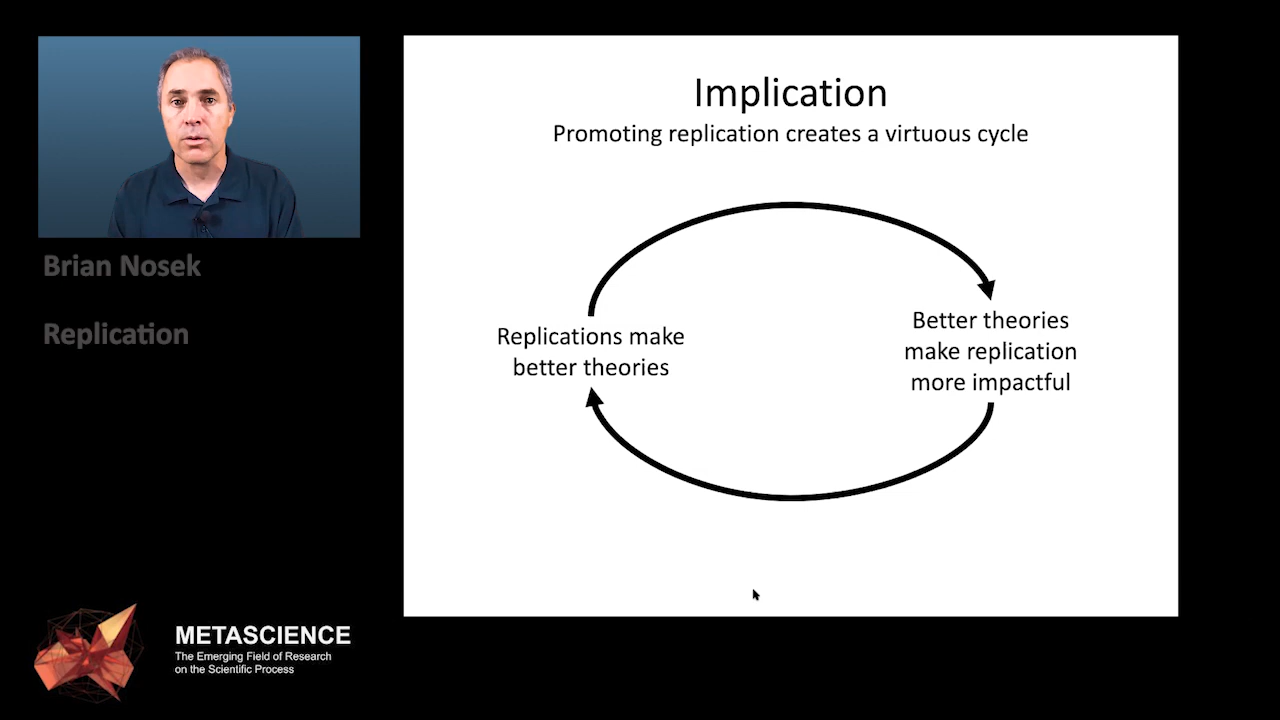 Brian Nosek
Replication
METASCIENCE
The Emerging Field of Research
on the Scientific Process
Implication
Promoting replication creates a virtuous cycle
Replications make
better theories
Better theories
make replication
more impactful